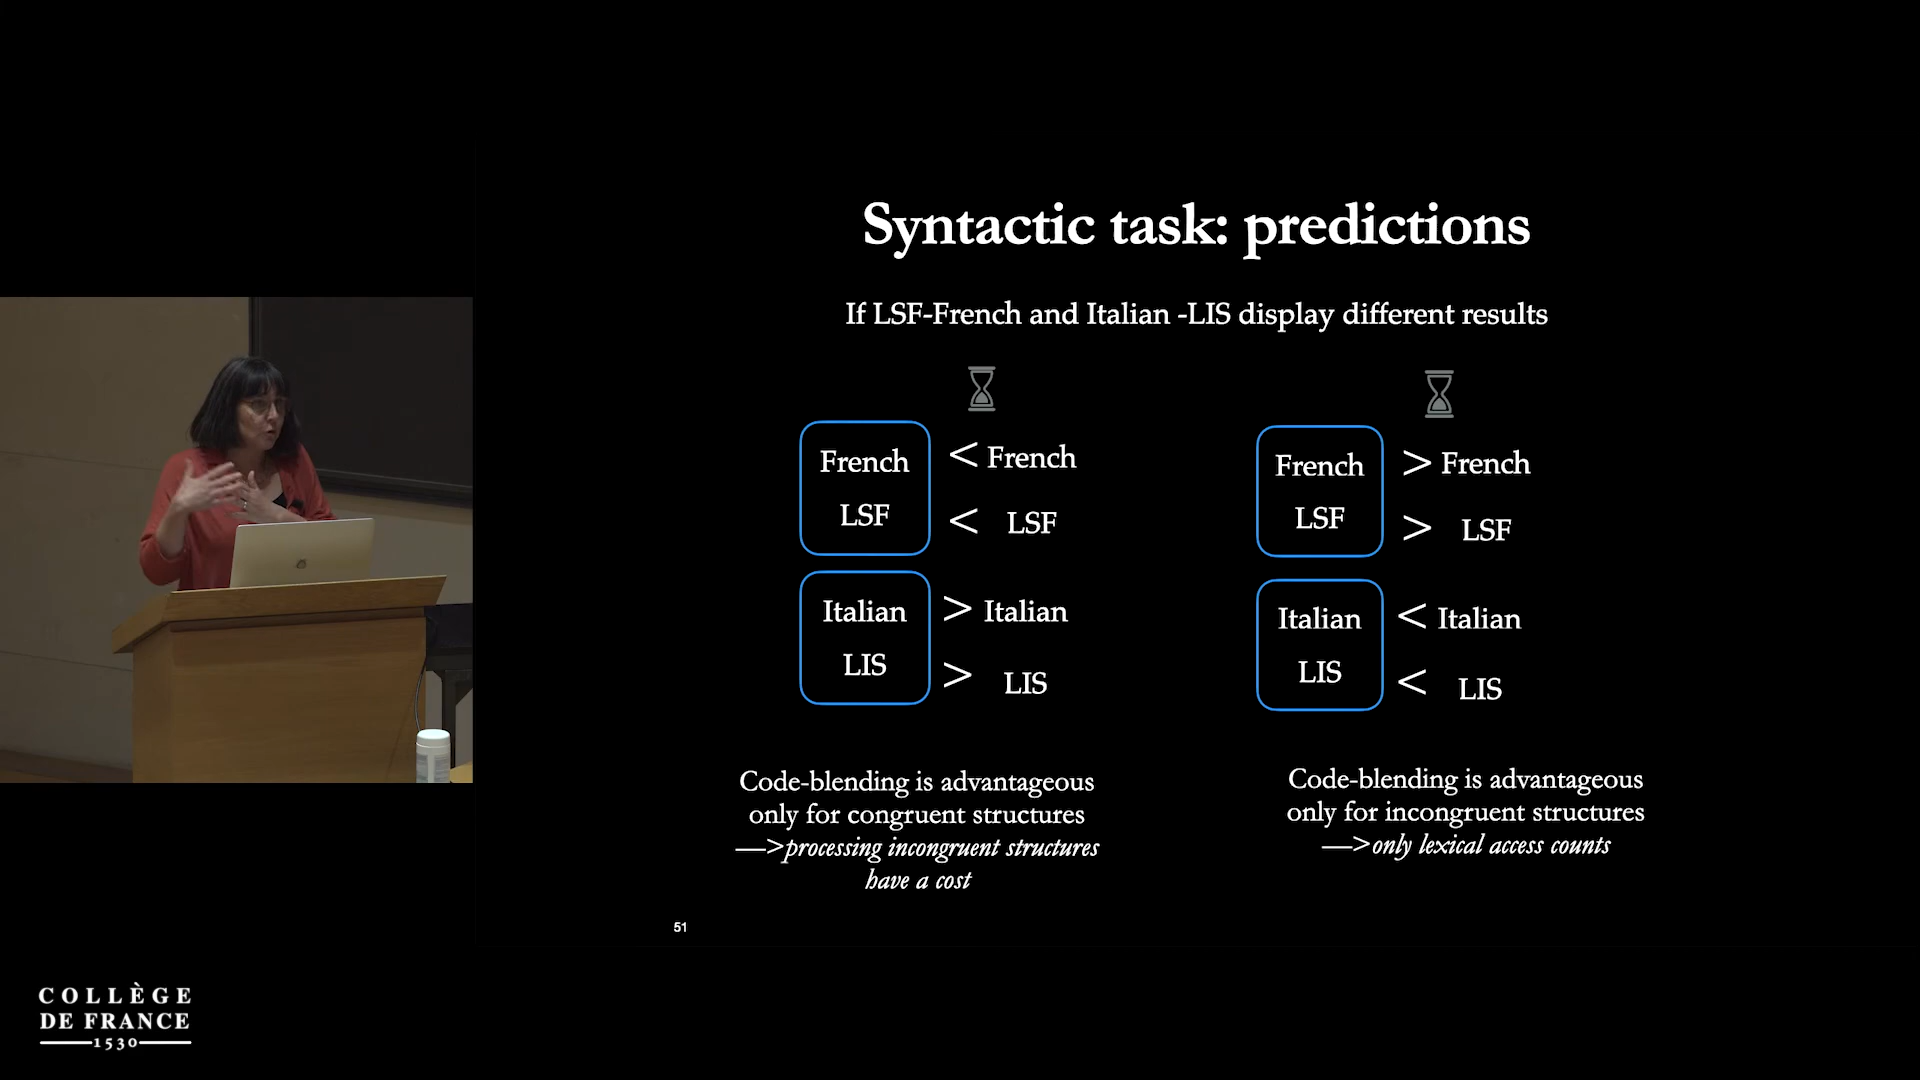 Syntactic task: predictions
If LSF-French and Italian -LIS display different results
French
LSF
< French
< LSF
Italian
LIS
> Italian
> LIS
Code-blending is advantageous
only for congruent structures
—>processing incongruent structures
have a cost
French
LSF
> French
> LSF
Italian
LIS
< Italian
< LIS
Code-blending is advantageous
only for incongruent structures
—>only lexical access counts
51
COLLÈGE
DE FRANCE
1530